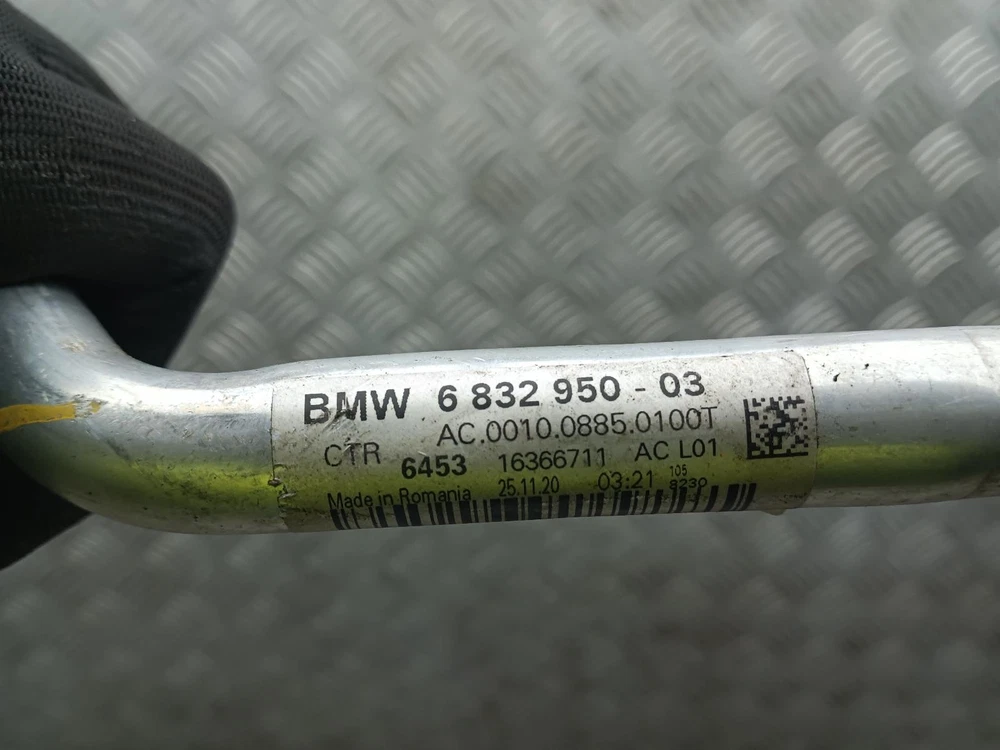 BMW 6 832 950 - 03
AC.0010.0885.0100T
CTR 6453 16366711 AC L01
Made in Romania 25.11.20 03:21 105
8230